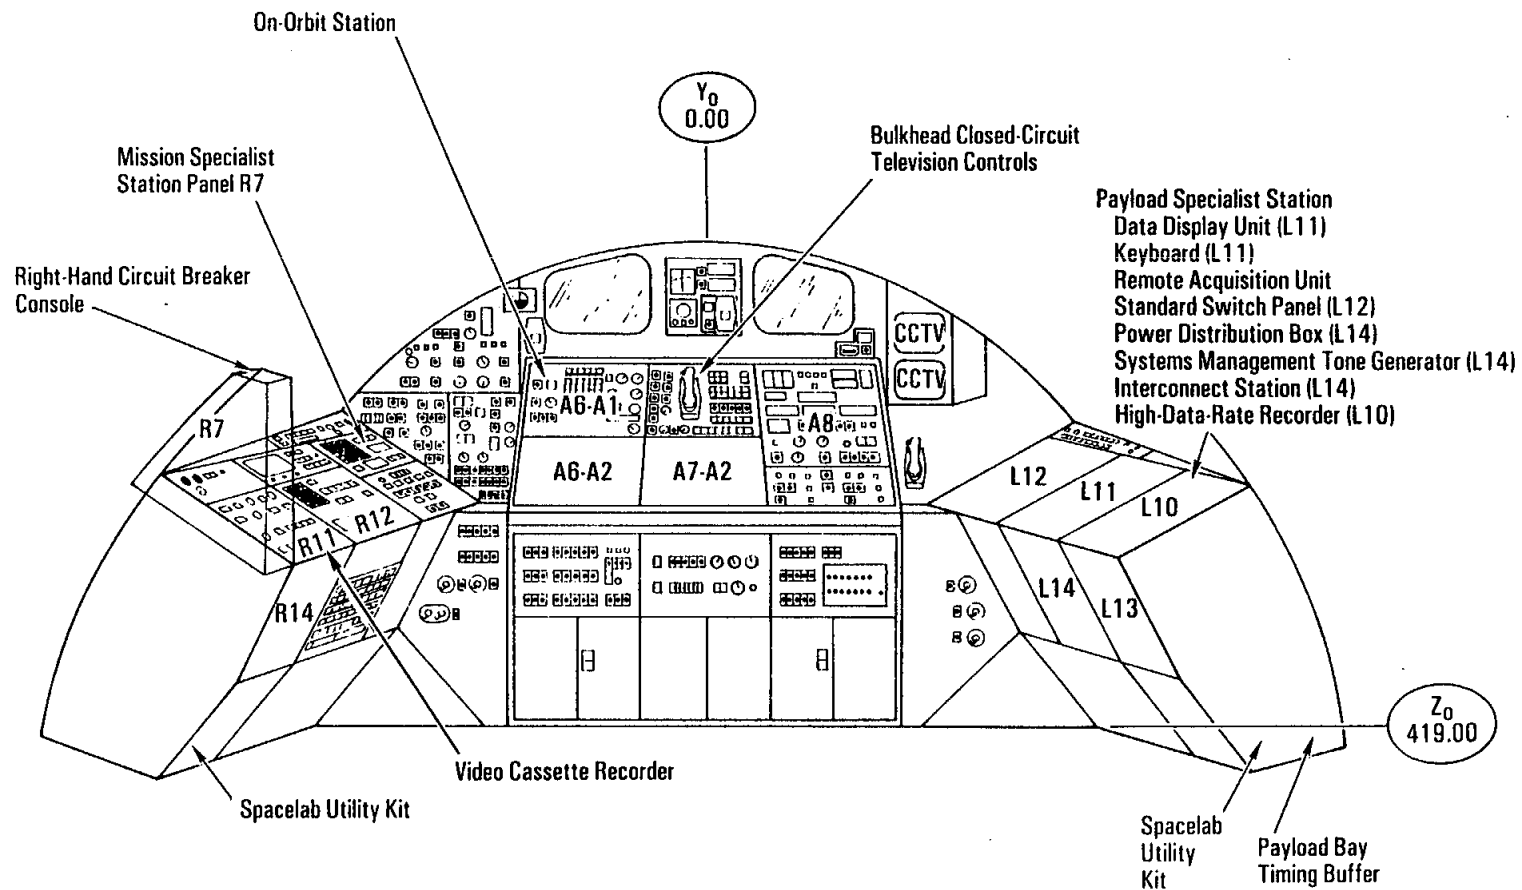 On-Orbit Station
Y0
0.00
Bulkhead Closed-Circuit
Television Controls
Mission Specialist
Station Panel R7
Payload Specialist Station
Data Display Unit (L11)
Keyboard (L11)
Remote Acquisition Unit
Standard Switch Panel (L12)
Power Distribution Box (L14)
Systems Management Tone Generator (L14)
Interconnect Station (L14)
High-Data-Rate Recorder (L10)
Right-Hand Circuit Breaker
Console
CCTV
CCTV
R7
A6-A1
A8
A6-A2
A7-A2
L12
L11
L10
R12
R11
R14
L14
L13
Z0
419.00
Video Cassette Recorder
Spacelab Utility Kit
Spacelab
Utility
Kit
Payload Bay
Timing Buffer